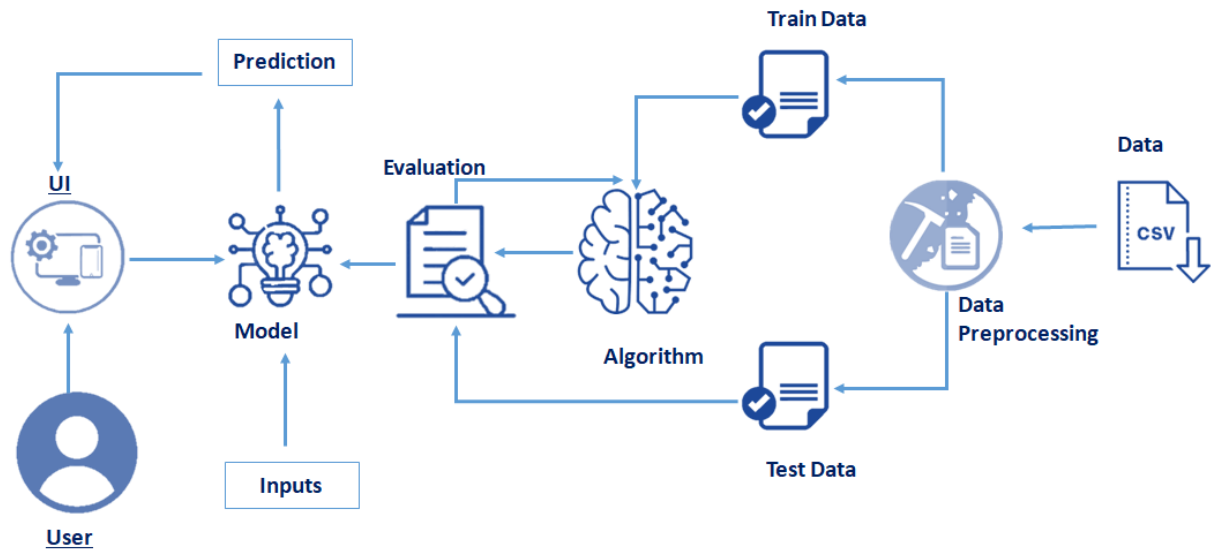 Train Data
Prediction
Data
Evaluation
UI
CSV
Model
Data
Preprocessing
Algorithm
Inputs
Test Data
User